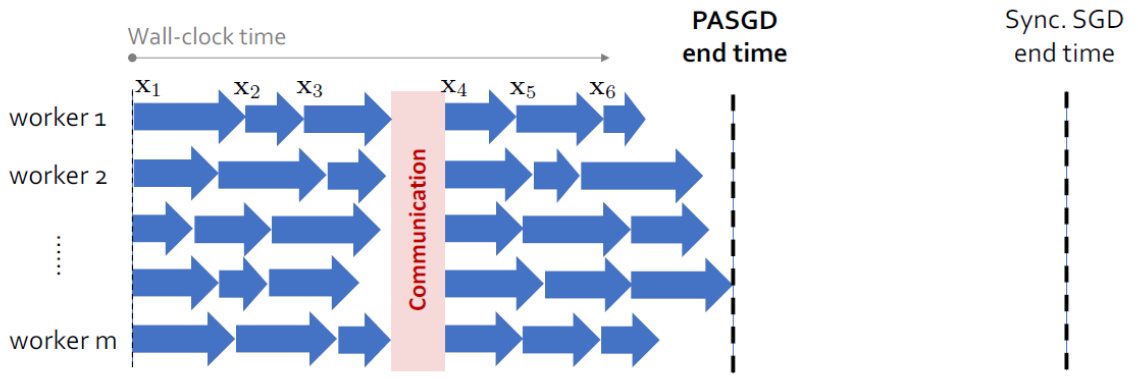 PASGD
end time
Sync. SGD
end time
Wall-clock time
x1 x2 x3 x4 x5 x6
worker 1
worker 2
......
worker m
Communication